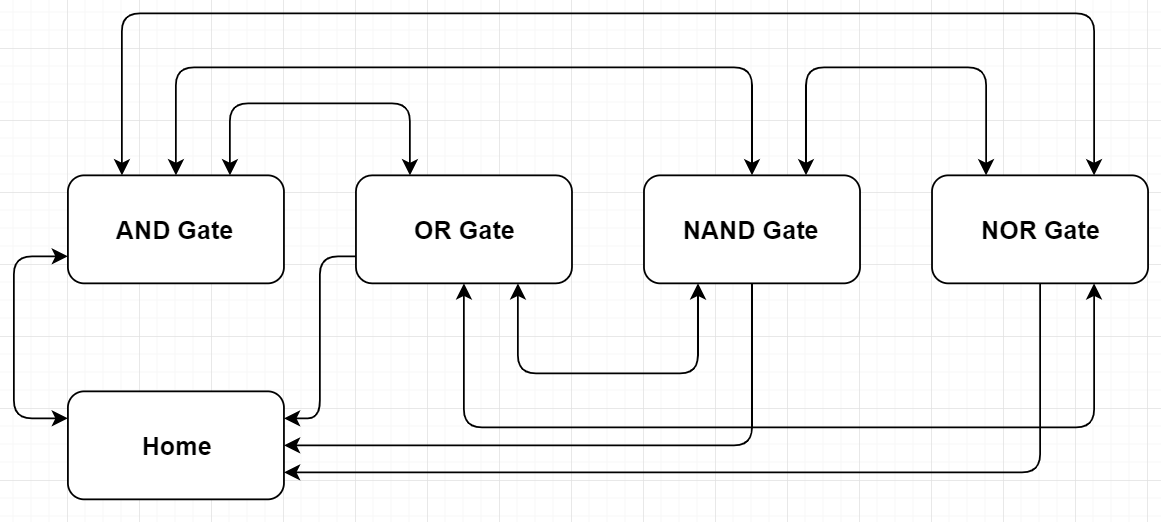 AND Gate
OR Gate
NAND Gate
NOR Gate
Home